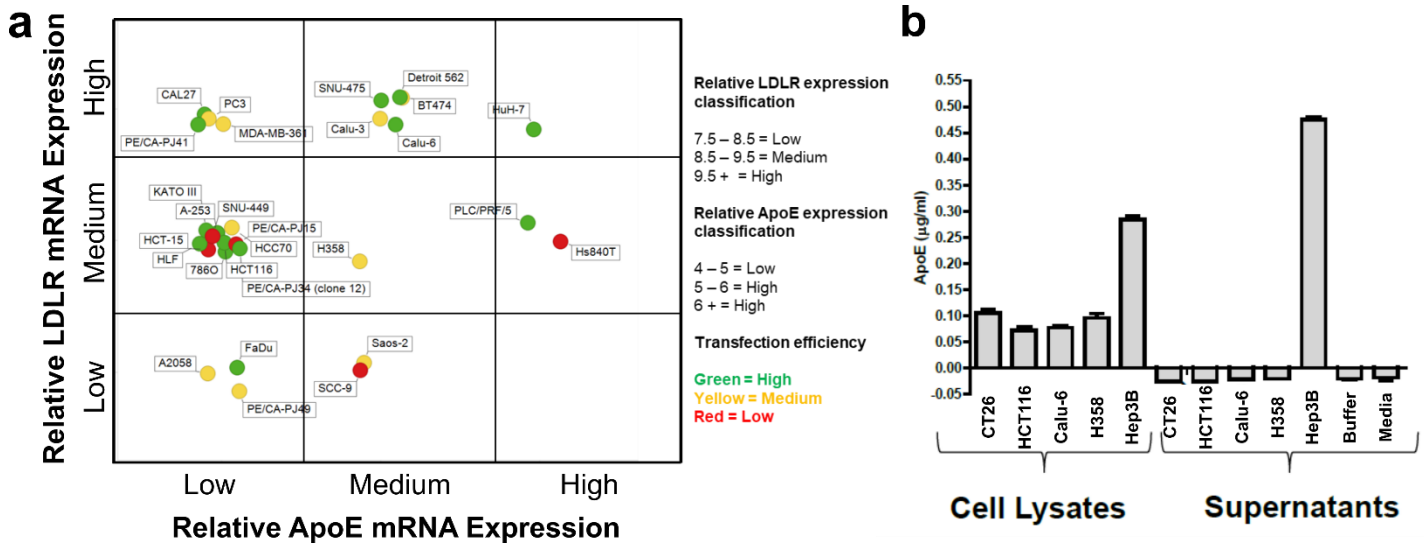 a
Relative LDLR mRNA Expression
High
Medium
Low
CAL27
PC3
MDA-MB-361
PE/CA-PJ41
SNU-475
Detroit 562
BT474
Calu-3
Calu-6
HuH-7
KATO III
A-253
SNU-449
PE/CA-PJ15
HCT-15
HCC70
HLF
786O
HCT116
PE/CA-PJ34 (clone 12)
H358
PLC/PRF/5
Hs840T
A2058
FaDu
PE/CA-PJ49
Saos-2
SCC-9
Low
Medium
High
Relative ApoE mRNA Expression
Relative LDLR expression
classification
7.5 – 8.5 = Low
8.5 – 9.5 = Medium
9.5 +  = High
Relative ApoE expression
classification
4 – 5 = Low
5 – 6 = High
6 + = High
Transfection efficiency
Green = High
Yellow = Medium
Red = Low
b
ApoE (µg/ml)
0.55
0.50
0.45
0.40
0.35
0.30
0.25
0.20
0.15
0.10
0.05
0.00
-0.05
CT26
HCT116
Calu-6
H358
Hep3B
CT26
HCT116
Calu-6
H358
Hep3B
Buffer
Media
Cell Lysates
Supernatants